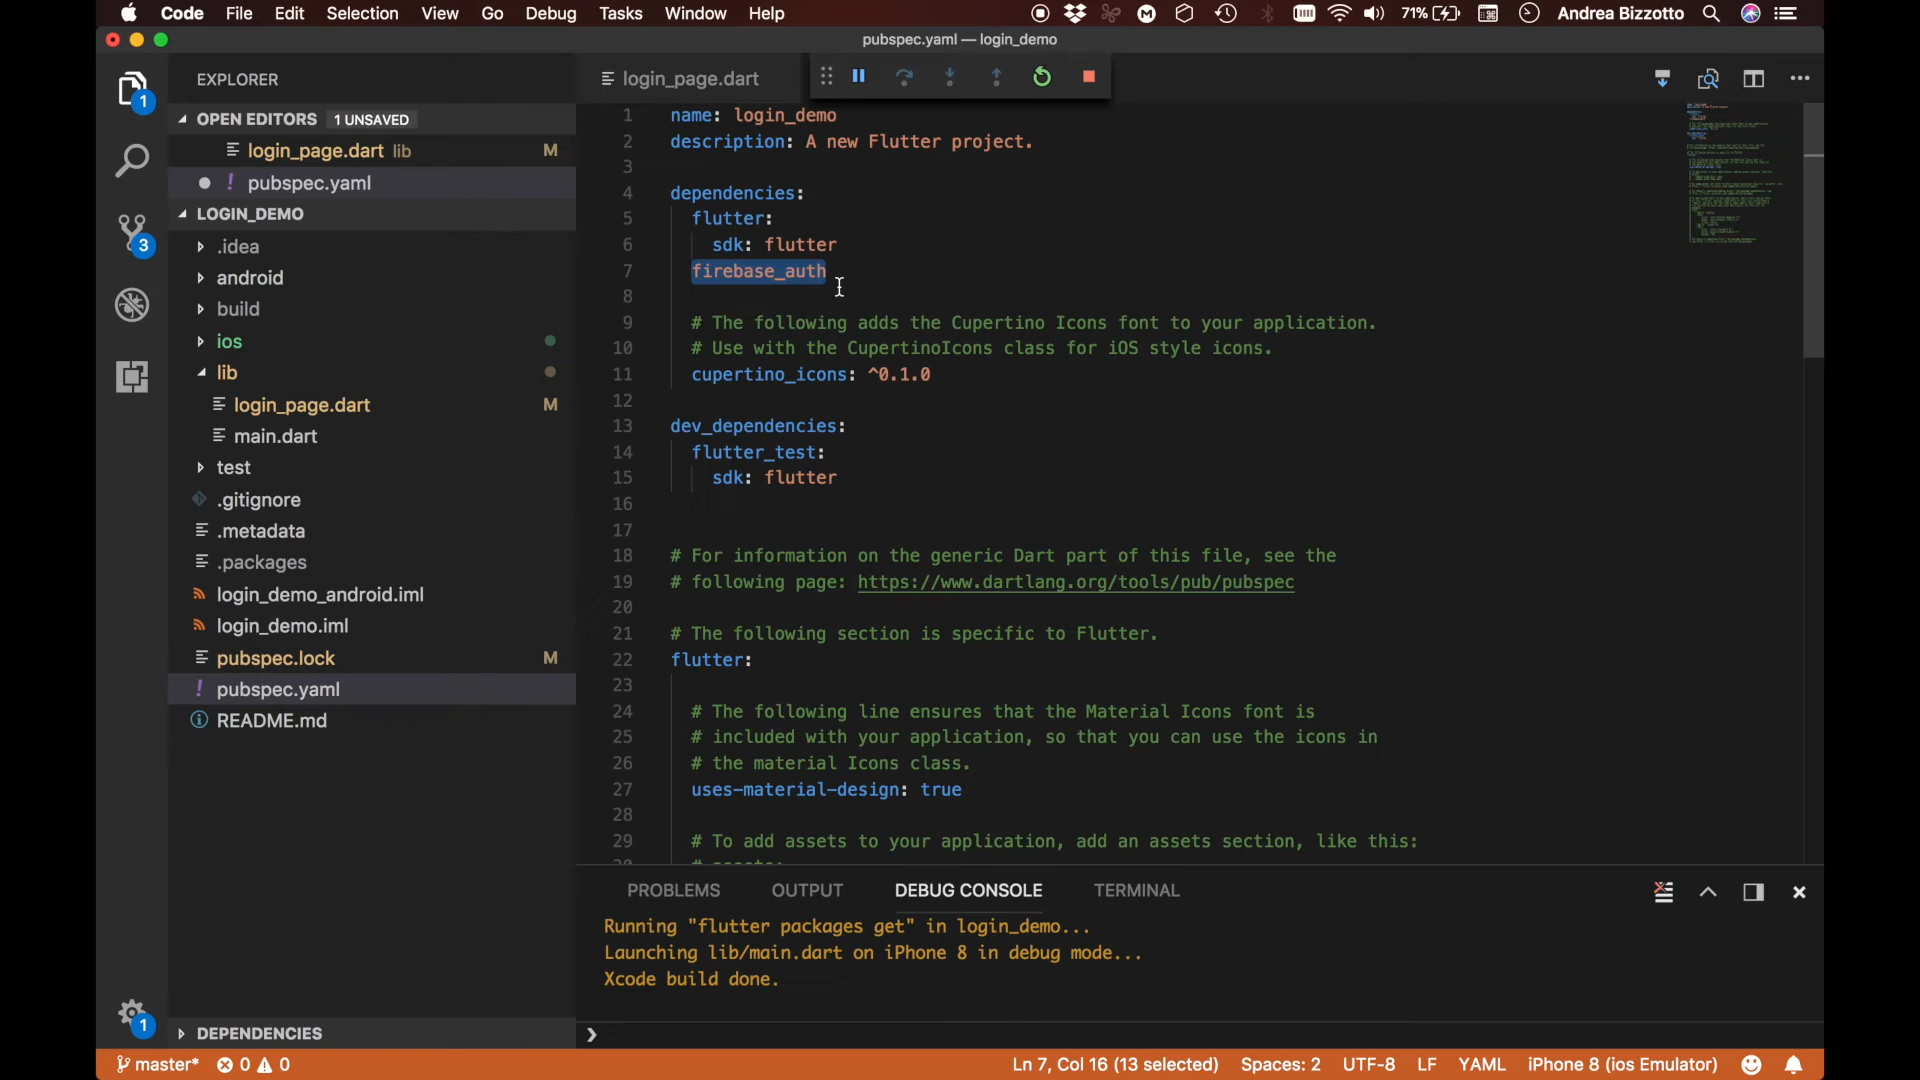 Code File Edit Selection View Go Debug Tasks Window Help 71% Andrea Bizzotto
pubspec.yaml — login_demo
EXPLORER
OPEN EDITORS 1 UNSAVED
login_page.dart lib M
! pubspec.yaml
LOGIN_DEMO
.idea
android
build
ios
lib
login_page.dart M
main.dart
test
.gitignore
.metadata
.packages
login_demo_android.iml
login_demo.iml
pubspec.lock M
! pubspec.yaml
README.md
DEPENDENCIES
1
3
1
login_page.dart
1 name: login_demo
2 description: A new Flutter project.
3
4 dependencies:
5 flutter:
6 sdk: flutter
7 firebase_auth
8
9 # The following adds the Cupertino Icons font to your application.
10 # Use with the CupertinoIcons class for iOS style icons.
11 cupertino_icons: ^0.1.0
12
13 dev_dependencies:
14 flutter_test:
15 sdk: flutter
16
17
18 # For information on the generic Dart part of this file, see the
19 # following page: https://www.dartlang.org/tools/pub/pubspec
20
21 # The following section is specific to Flutter.
22 flutter:
23
24 # The following line ensures that the Material Icons font is
25 # included with your application, so that you can use the icons in
26 # the material Icons class.
27 uses-material-design: true
28
29 # To add assets to your application, add an assets section, like this:
PROBLEMS OUTPUT DEBUG CONSOLE TERMINAL
Running "flutter packages get" in login_demo...
Launching lib/main.dart on iPhone 8 in debug mode...
Xcode build done.
master* 0 0 Ln 7, Col 16 (13 selected) Spaces: 2 UTF-8 LF YAML iPhone 8 (ios Emulator)